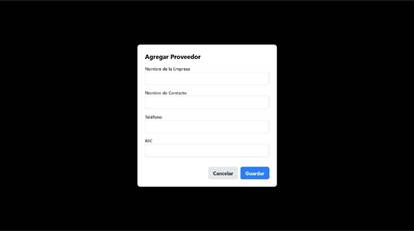 Agregar Proveedor
Nombre de la Empresa
Nombre de Contacto
Teléfono
RFC
Cancelar
Guardar